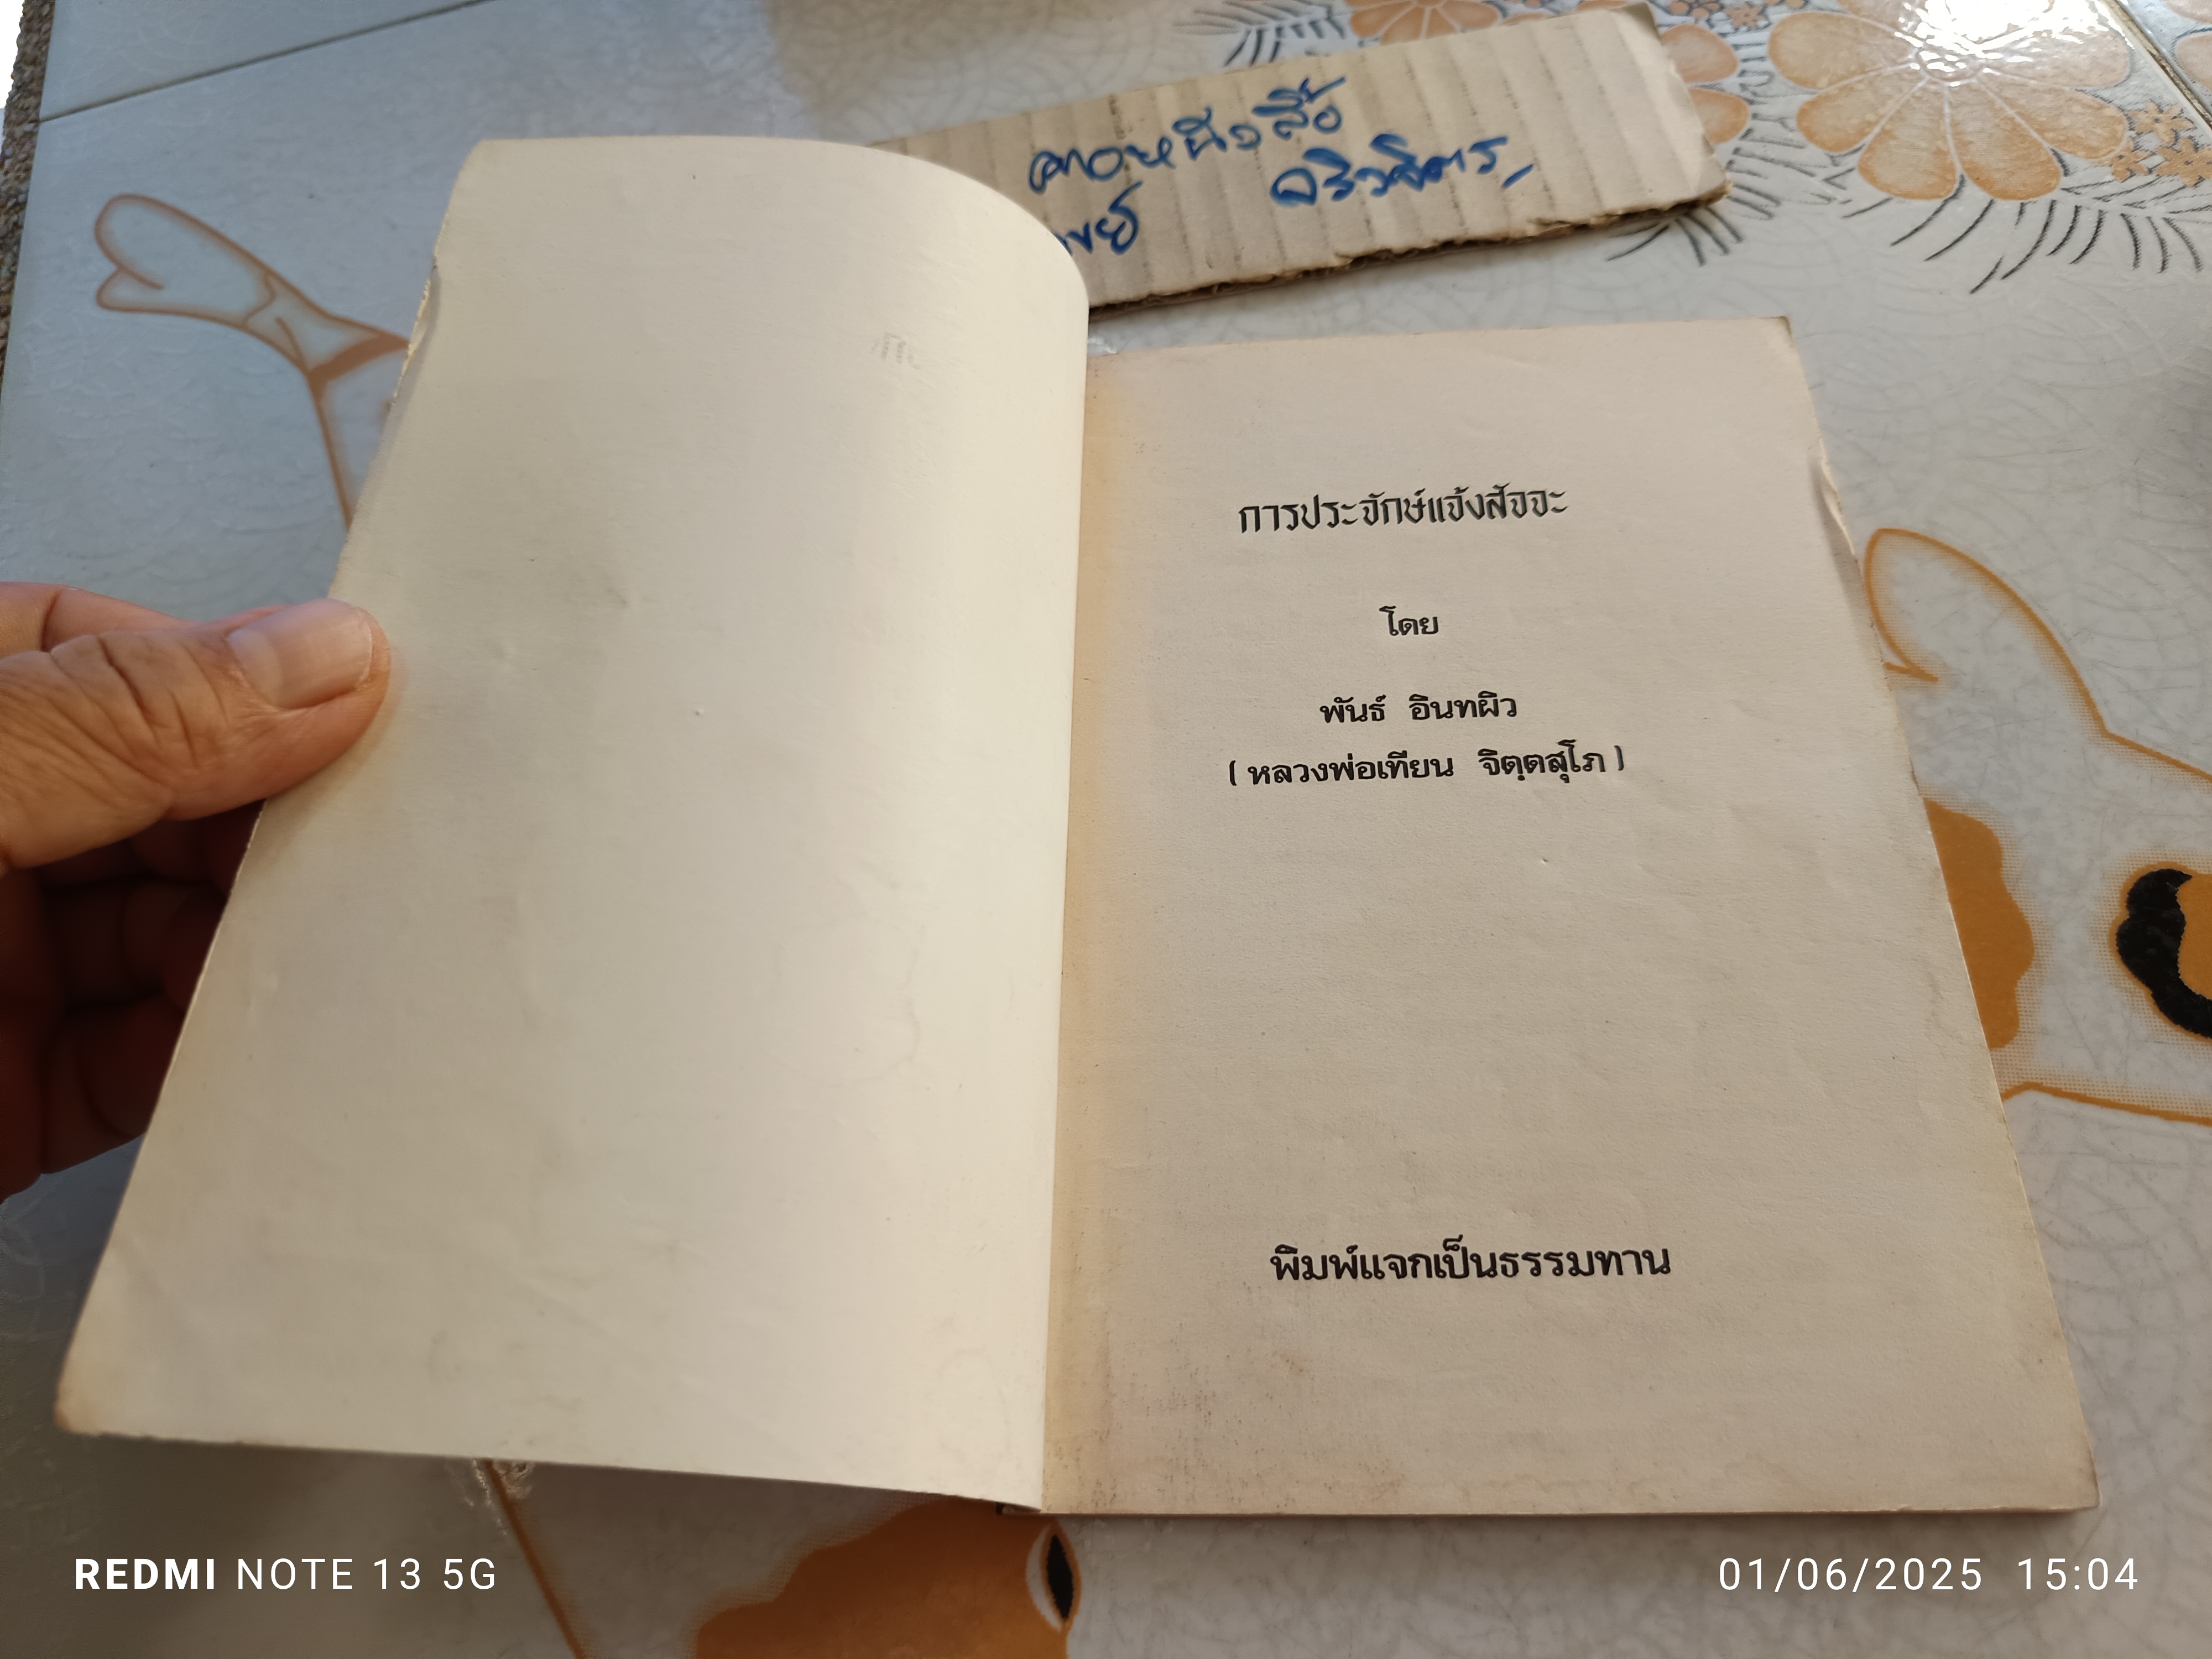 การประจักษ์แจ้งสัจจะ
โดย
พันธ์ อินทผิว
(หลวงพ่อเทียน จิตฺตสุโภ)
พิมพ์แจกเป็นธรรมทาน
REDMI NOTE 13 5G
01/06/2025 15:04